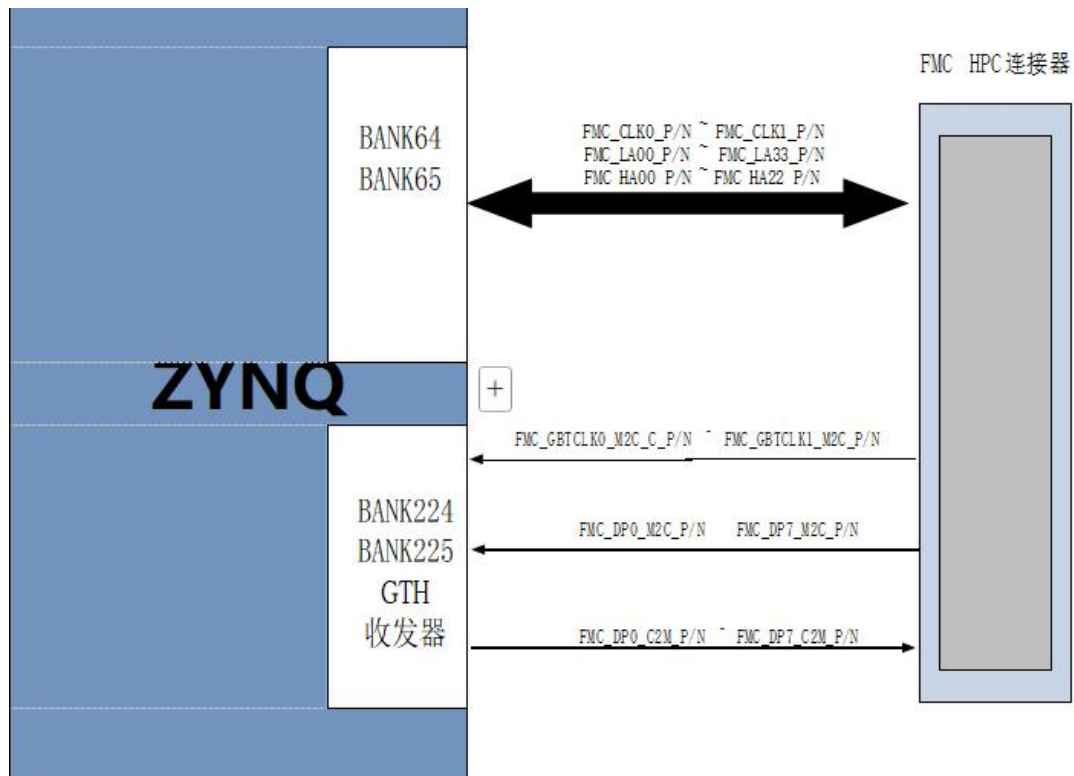 FMC HPC连接器
BANK64
BANK65
FMC_CLK0_P/N ~ FMC_CLK1_P/N
FMC_LA00_P/N ~ FMC_LA33_P/N
FMC HA00 P/N ~ FMC HA22 P/N
ZYNQ
+
FMC_GBTCLK0_M2C_C_P/N ~ FMC_GBTCLK1_M2C_P/N
BANK224
BANK225
GTH
收发器
FMC_DP0_M2C_P/N FMC_DP7_M2C_P/N
FMC_DP0_C2M_P/N ~ FMC_DP7_C2M_P/N